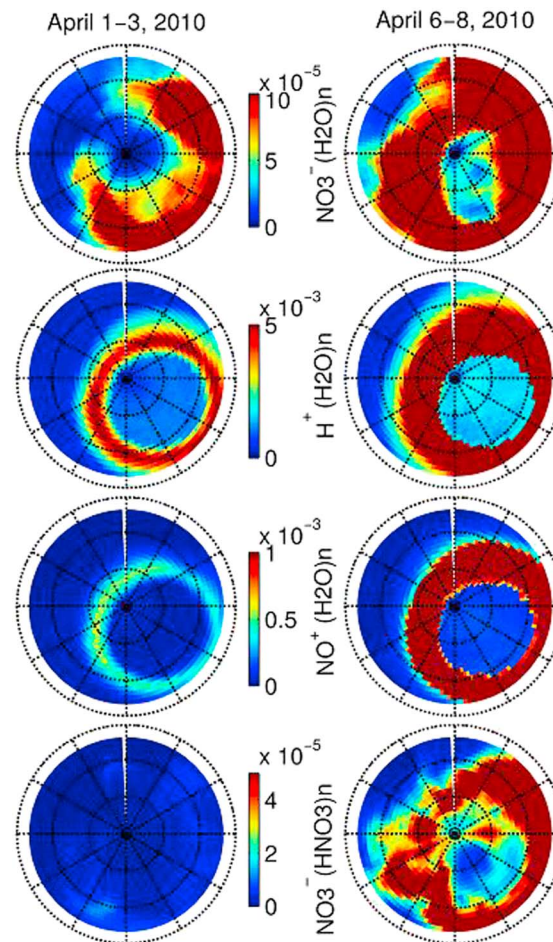 April 1−3, 2010
April 6−8, 2010
x 10⁻⁵
10
5
0
NO3⁻(H2O)n
x 10⁻³
5
0
H⁺(H2O)n
x 10⁻³
1
0.5
0
NO⁺(H2O)n
x 10⁻⁵
4
2
0
NO3⁻(HNO3)n